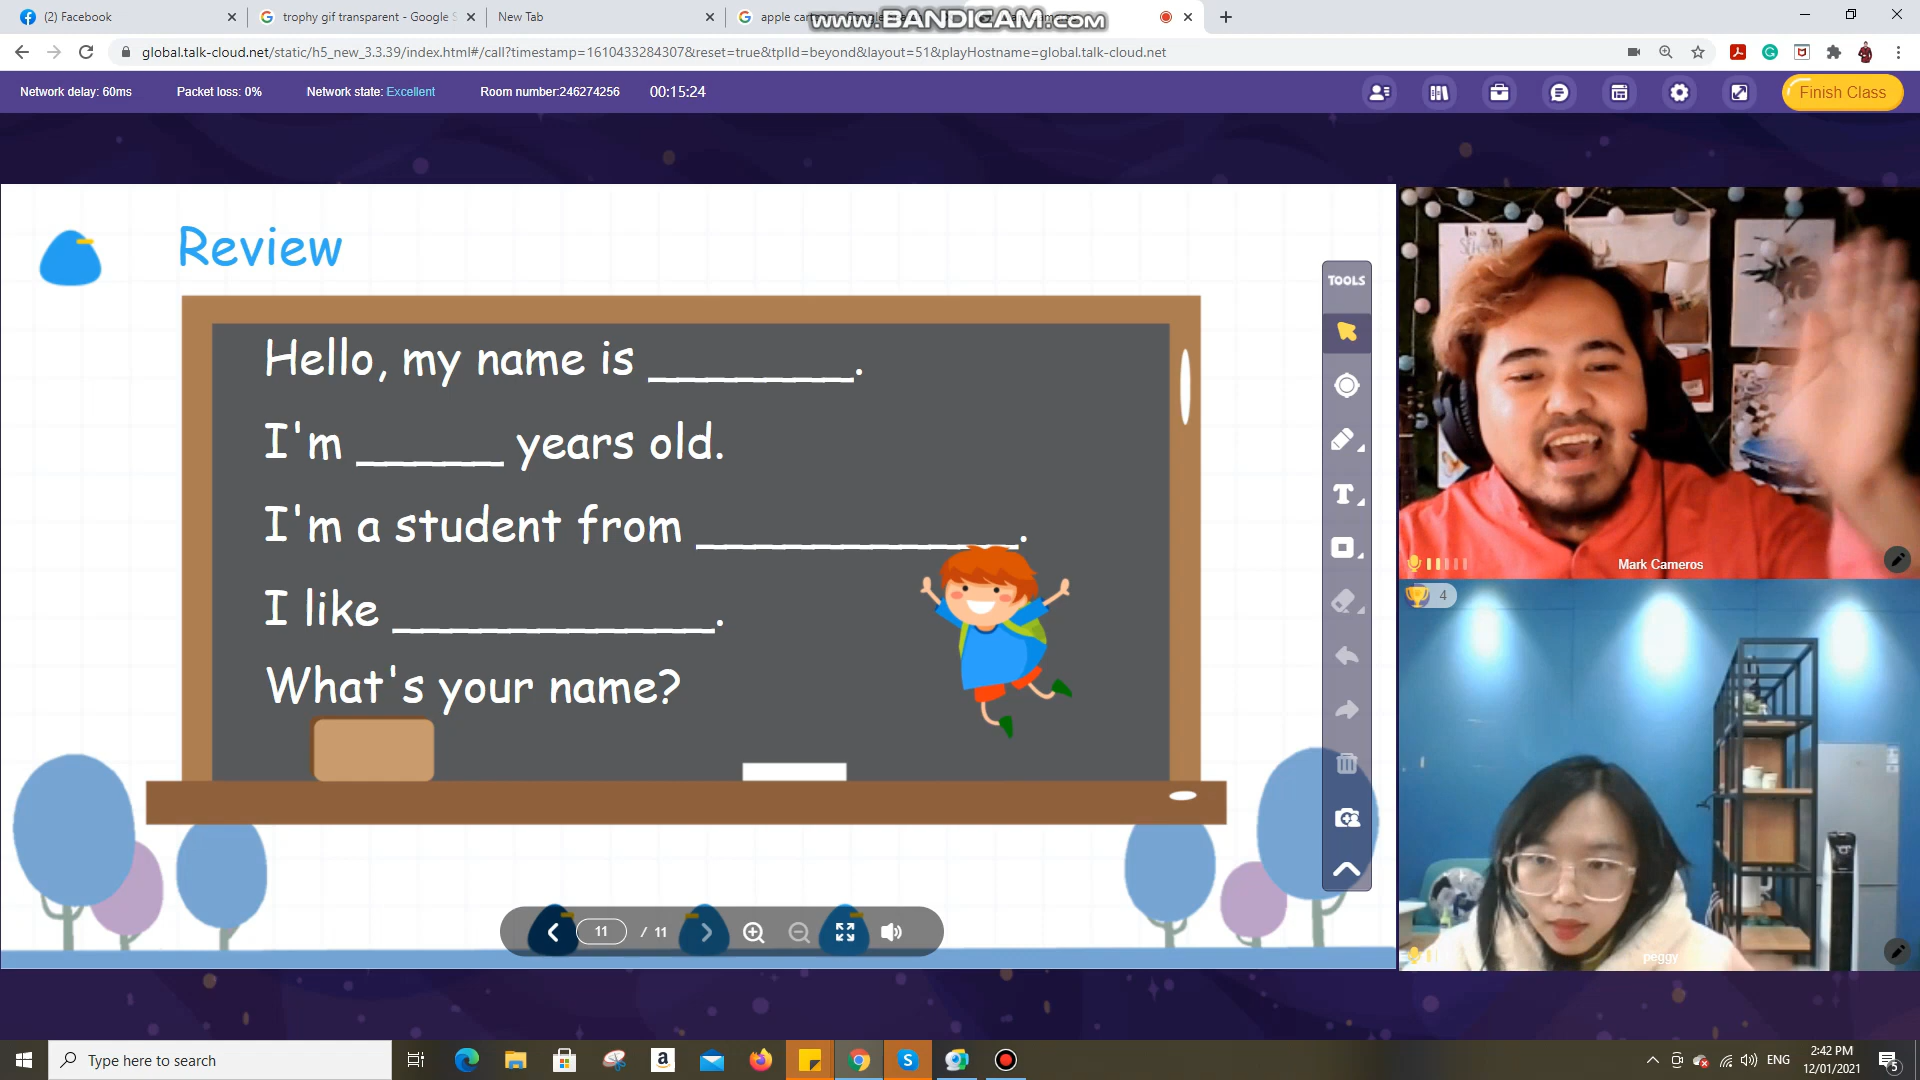 (2) Facebook
trophy gif transparent - Google S
New Tab
apple cart
www.BANDICAM.com
global.talk-cloud.net/static/h5_new_3.3.39/index.html#/call?timestamp=1610433284307&reset=true&tplId=beyond&layout=51&playHostname=global.talk-cloud.net
Network delay: 60ms
Packet loss: 0%
Network state: Excellent
Room number:246274256
00:15:24
Finish Class
Review
Hello, my name is _______.
I'm _____ years old.
I'm a student from ___________.
I like ___________.
What's your name?
TOOLS
Mark Cameros
4
peggy
11 / 11
Type here to search
ENG
2:42 PM
12/01/2021
5